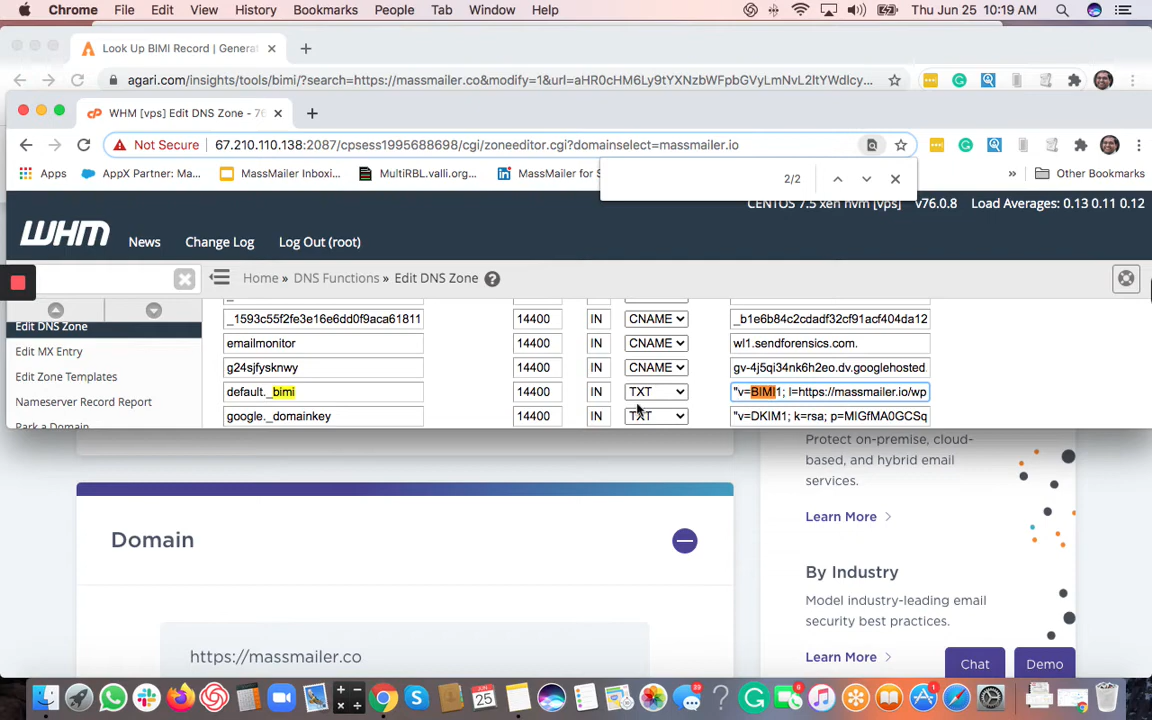 Chrome File Edit View History Bookmarks People Tab Window Help Thu Jun 25 10:19 AM
Look Up BIMI Record | Genera
agari.com/insights/tools/bimi/?search=https://massmailer.co&modify=1&url=aHR0cHM6Ly9tYXNzbWFpbGVyLmNvL2ltYWdlcy...
WHM [vps] Edit DNS Zone - 76
Not Secure 67.210.110.138:2087/cpsess1995688698/cgi/zoneeditor.cgi?domainselect=massmailer.io
Apps AppX Partner: Ma... MassMailer Inboxi... MultiRBL.valli.org... MassMailer for S 2/2 » Other Bookmarks
CENTOS 7.5 xen hvm [vps] v76.0.8 Load Averages: 0.13 0.11 0.12
WHM News Change Log Log Out (root)
Home » DNS Functions » Edit DNS Zone
Edit DNS Zone
Edit MX Entry
Edit Zone Templates
Nameserver Record Report
Park a Domain
_1593c55f2fe3e16e6dd0f9aca61811 14400 IN CNAME _b1e6b84c2cdadf32cf91acf404da12
emailmonitor 14400 IN CNAME wl1.sendforensics.com.
g24sjfysknwy 14400 IN CNAME gv-4j5qi34nk6h2eo.dv.googlehosted.
default._bimi 14400 IN TXT "v=BIMI1; l=https://massmailer.io/wp
google._domainkey 14400 IN TXT "v=DKIM1; k=rsa; p=MIGfMA0GCSq
Protect on-premise, cloud-
based, and hybrid email
services.
Learn More
Domain
https://massmailer.co
By Industry
Model industry-leading email
security best practices.
Learn More
Chat Demo